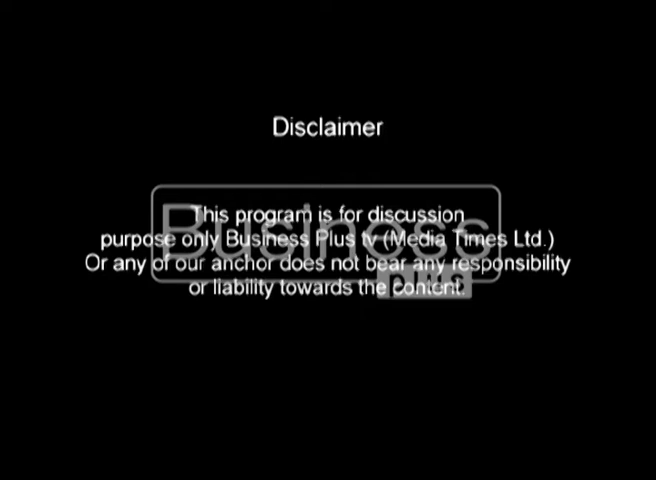 Disclaimer
This program is for discussion
purpose only Business Plus tv (Media Times Ltd.)
Or any of our anchor does not bear any responsibility
or liability towards the content.
Business
plus